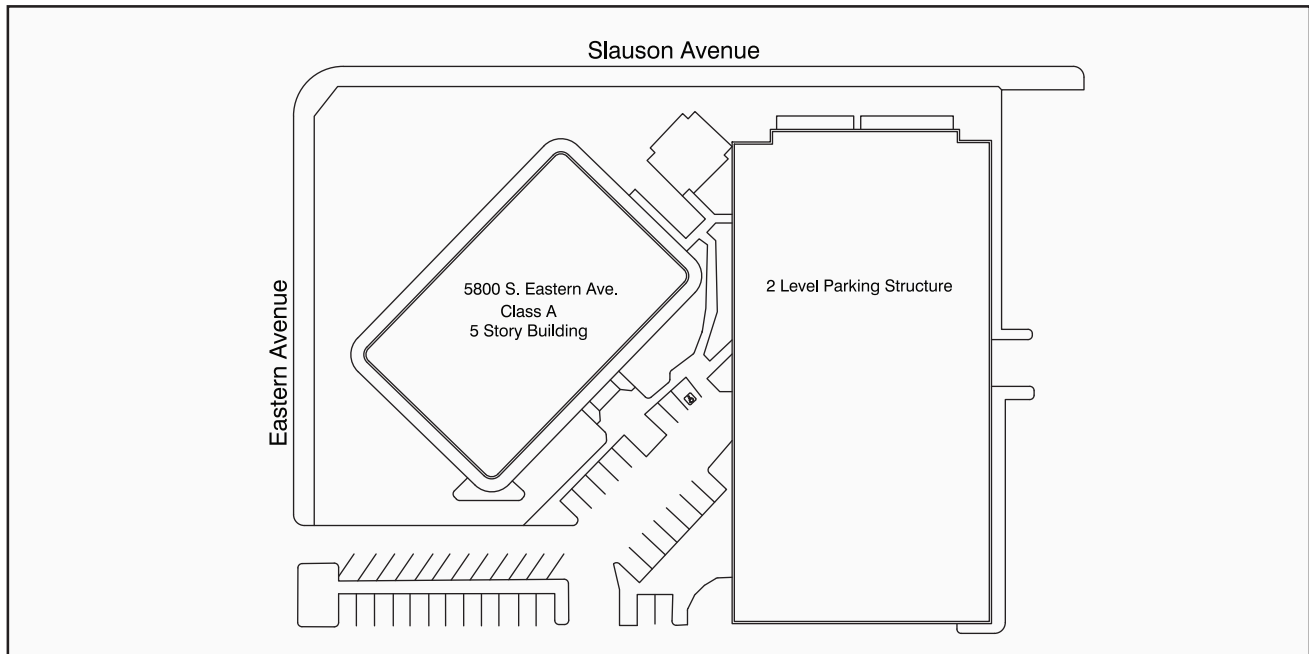 Slauson Avenue
Eastern Avenue
5800 S. Eastern Ave.
Class A
5 Story Building
2 Level Parking Structure